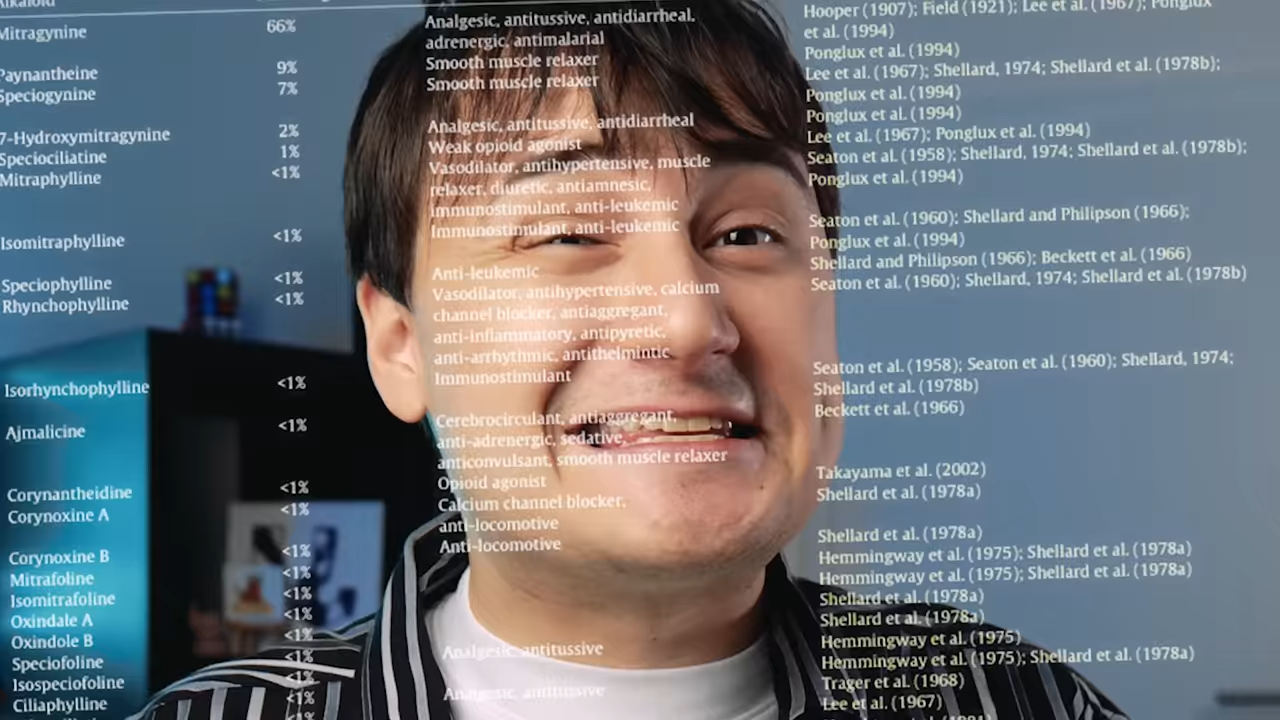 Alkaloid
Hooper (1907); Field (1921); Lee et al. (1967); Ponglux
Mitragynine 66% Analgesic, antitussive, antidiarrheal, et al. (1994)
adrenergic, antimalarial Ponglux et al. (1994)
Paynantheine 9% Smooth muscle relaxer Lee et al. (1967); Shellard, 1974; Shellard et al. (1978b);
Speciogynine 7% Smooth muscle relaxer Ponglux et al. (1994)
Ponglux et al. (1994)
7-Hydroxymitragynine 2% Analgesic, antitussive, antidiarrheal Lee et al. (1967); Ponglux et al. (1994)
Speciociliatine 1% Weak opioid agonist Seaton et al. (1958); Shellard, 1974; Shellard et al. (1978b);
Mitraphylline <1% Vasodilator, antihypertensive, muscle Ponglux et al. (1994)
relaxer, diuretic, antiamnesic,
immunostimulant, anti-leukemic Seaton et al. (1960); Shellard and Philipson (1966);
Isomitraphylline <1% Immunostimulant, anti-leukemic Ponglux et al. (1994)
Shellard and Philipson (1966); Beckett et al. (1966)
Speciophylline <1% Anti-leukemic Seaton et al. (1960); Shellard, 1974; Shellard et al. (1978b)
Rhynchophylline <1% Vasodilator, antihypertensive, calcium
channel blocker, antiaggregant,
anti-inflammatory, antipyretic,
anti-arrhythmic, antithelmintic Seaton et al. (1958); Seaton et al. (1960); Shellard, 1974;
Isorhynchophylline <1% Immunostimulant Shellard et al. (1978b)
Beckett et al. (1966)
Ajmalicine <1% Cerebrocirculant, antiaggregant,
anti-adrenergic, sedative,
anticonvulsant, smooth muscle relaxer Takayama et al. (2002)
Corynantheidine <1% Opioid agonist Shellard et al. (1978a)
Corynoxine A <1% Calcium channel blocker,
anti-locomotive Shellard et al. (1978a)
Corynoxine B <1% Anti-locomotive Hemmingway et al. (1975); Shellard et al. (1978a)
Mitrafoline <1% Hemmingway et al. (1975); Shellard et al. (1978a)
Isomitrafoline <1% Shellard et al. (1978a)
Oxindale A <1% Shellard et al. (1978a)
Oxindole B <1% Hemmingway et al. (1975)
Speciofoline <1% Analgesic, antitussive Hemmingway et al. (1975); Shellard et al. (1978a)
Isospeciofoline <1% Trager et al. (1968)
Ciliaphylline <1% Analgesic, antitussive Lee et al. (1967)
<1%